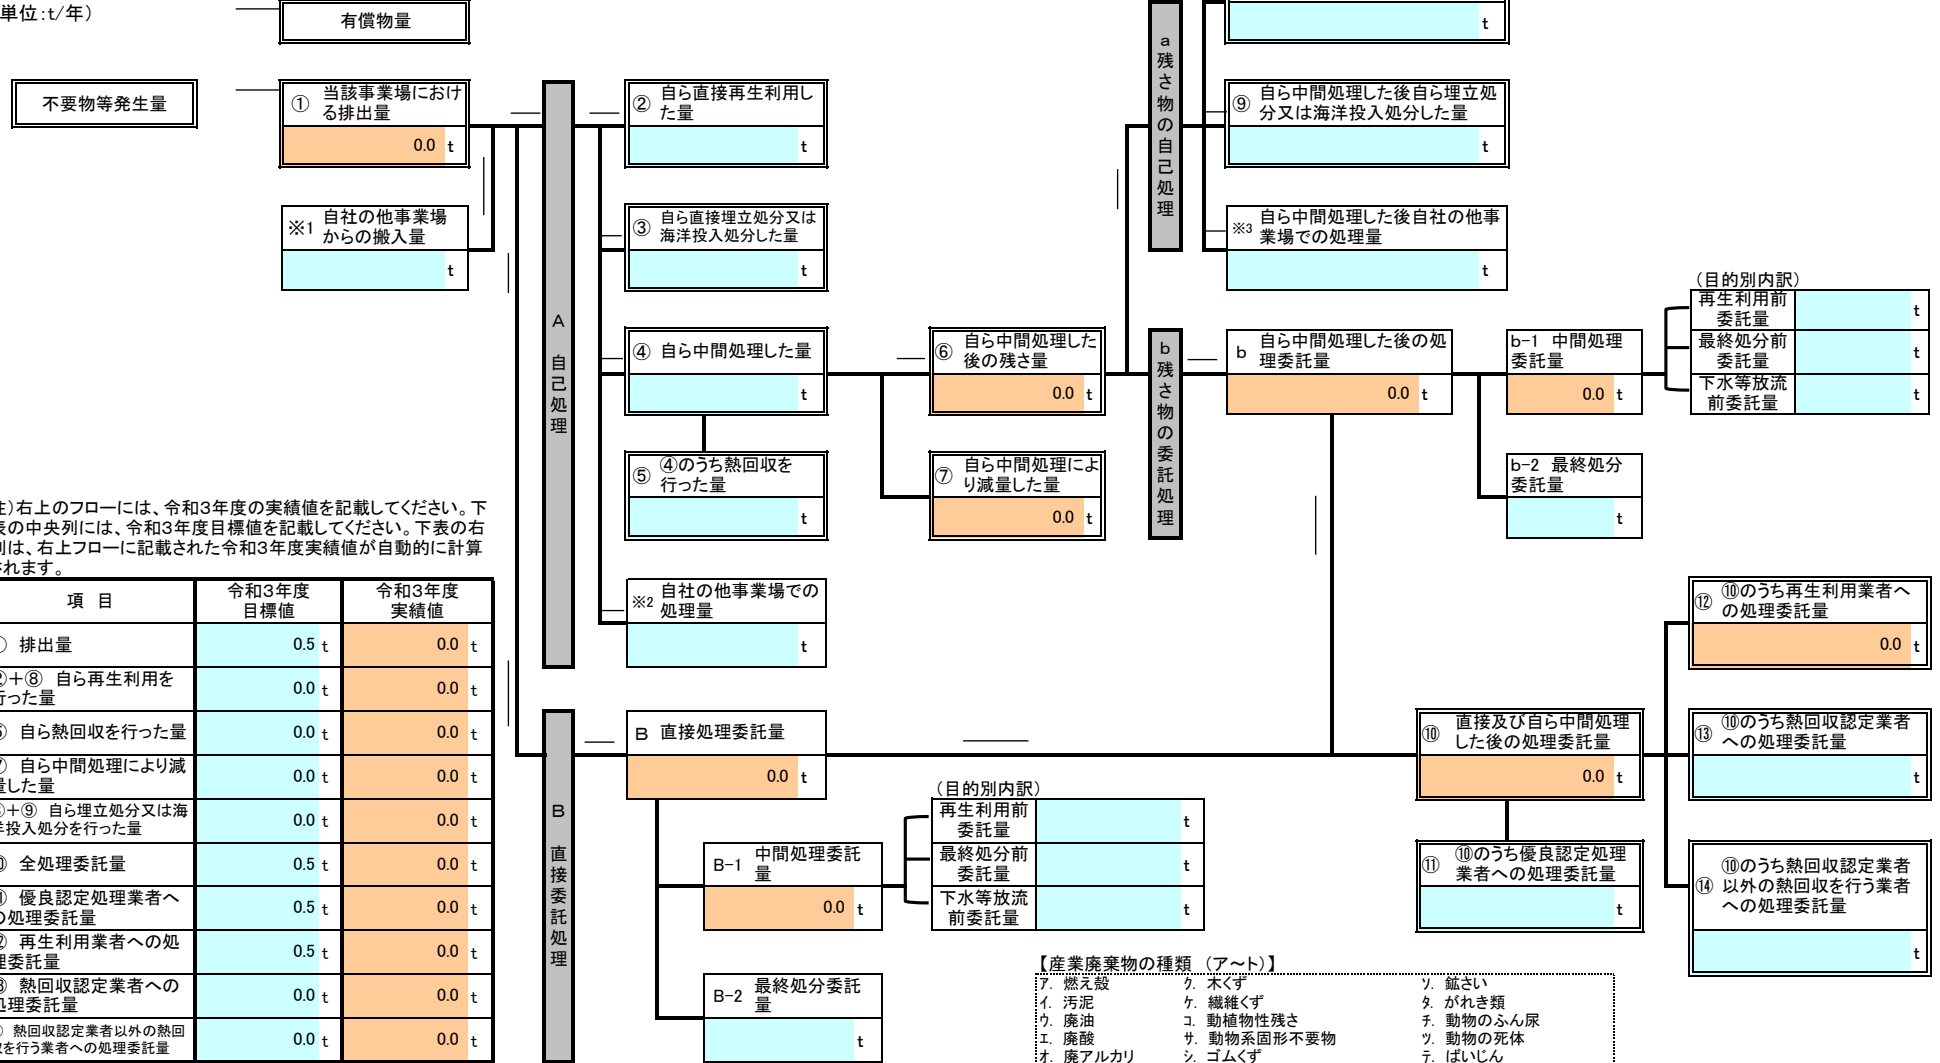 単位:t/年）
有償物量
t
不要物等発生量
① 当該事業場におけ
る排出量
0.0 t
※1 自社の他事業場
からの搬入量
t
A 自己処理
② 自ら直接再生利用し
た量
t
③ 自ら直接埋立処分又は
海洋投入処分した量
t
④ 自ら中間処理した量
t
⑤ ④のうち熱回収を
行った量
t
※2 自社の他事業場での
処理量
t
⑥ 自ら中間処理した
後の残さ量
0.0 t
⑦ 自ら中間処理によ
り減量した量
0.0 t
a 残さ物の自己処理
⑨ 自ら中間処理した後自ら埋立処
分又は海洋投入処分した量
t
※3 自ら中間処理した後自社の他事
業場での処理量
t
b 残さ物の委託処理
b 自ら中間処理した後の処
理委託量
0.0 t
b-1 中間処理
委託量
0.0 t
b-2 最終処分
委託量
t
（目的別内訳）
再生利用前
委託量
t
最終処分前
委託量
t
下水等放流
前委託量
t
)右上のフローには、令和3年度の実績値を記載してください。下
表の中央列には、令和3年度目標値を記載してください。下表の右
列は、右上フローに記載された令和3年度実績値が自動的に計算
されます。
項 目 令和3年度
目標値 令和3年度
実績値
排出量 0.5 t 0.0 t
②+⑧ 自ら再生利用を
行った量 0.0 t 0.0 t
自ら熱回収を行った量 0.0 t 0.0 t
自ら中間処理により減
量した量 0.0 t 0.0 t
+⑨ 自ら埋立処分又は海
洋投入処分を行った量 0.0 t 0.0 t
全処理委託量 0.5 t 0.0 t
優良認定処理業者へ
の処理委託量 0.5 t 0.0 t
再生利用業者への処
理委託量 0.5 t 0.0 t
熱回収認定業者への
処理委託量 0.0 t 0.0 t
熱回収認定業者以外の熱回
収を行う業者への処理委託量 0.0 t 0.0 t
B 直接委託処理
B 直接処理委託量
0.0 t
B-1 中間処理委託
量
0.0 t
B-2 最終処分委託
量
t
（目的別内訳）
再生利用前
委託量
t
最終処分前
委託量
t
下水等放流
前委託量
t
⑩ 直接及び自ら中間処理
した後の処理委託量
0.0 t
⑪ ⑩のうち優良認定処理
業者への処理委託量
t
⑫ ⑩のうち再生利用業者へ
の処理委託量
0.0 t
⑬ ⑩のうち熱回収認定業者
への処理委託量
t
⑭ ⑩のうち熱回収認定業者
以外の熱回収を行う業者
への処理委託量
t
【産業廃棄物の種類 （ア～ト）】
ア. 燃え殻 ク. 木くず ソ. 鉱さい
イ. 汚泥 ケ. 繊維くず タ. がれき類
ウ. 廃油 コ. 動植物性残さ チ. 動物のふん尿
エ. 廃酸 サ. 動物系固形不要物 ツ. 動物の死体
オ. 廃アルカリ シ. ゴムくず テ. ばいじん